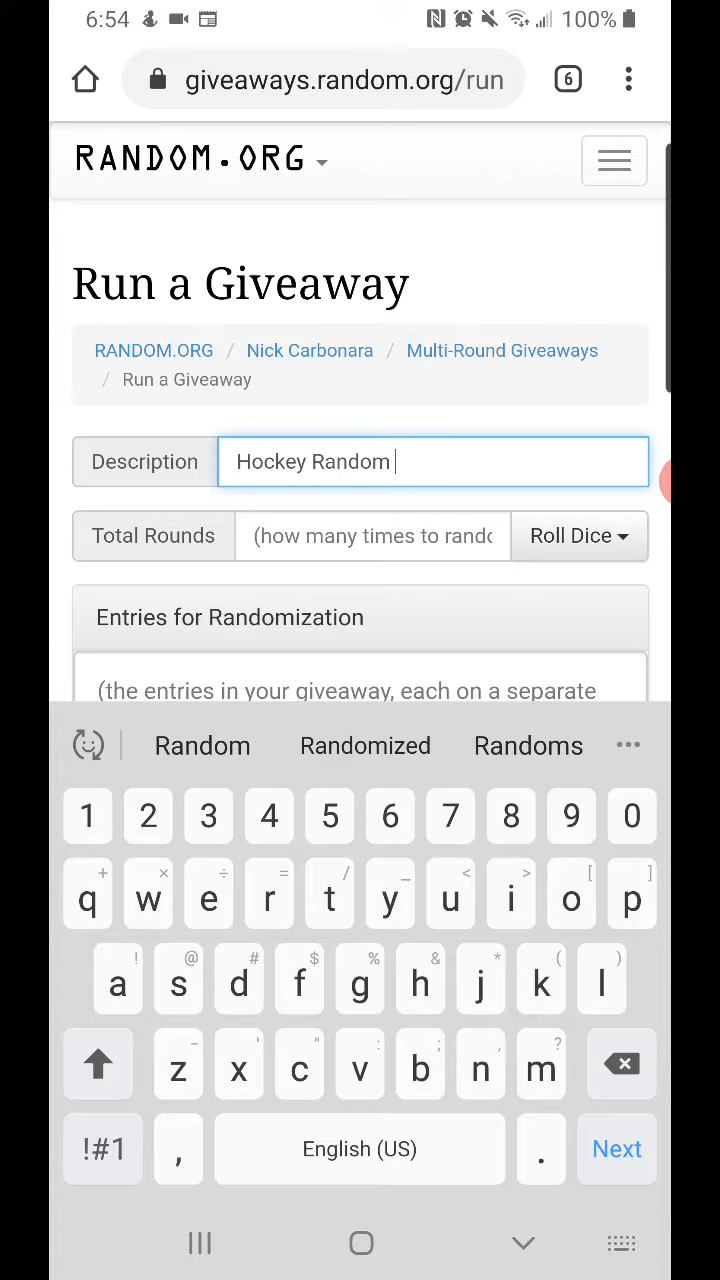 6:54 100%
giveaways.random.org/run 6
RANDOM.ORG
Run a Giveaway
RANDOM.ORG / Nick Carbonara / Multi-Round Giveaways
/ Run a Giveaway
Description Hockey Random
Total Rounds (how many times to rando Roll Dice
Entries for Randomization
(the entries in your giveaway, each on a separate
Random Randomized Randoms ...
1 2 3 4 5 6 7 8 9 0
+ × ÷ = / _ < > [ ]
q w e r t y u i o p
! @ # $ % & * ( )
a s d f g h j k l
- ' " : ; , ?
z x c v b n m
!#1 , English (US) . Next